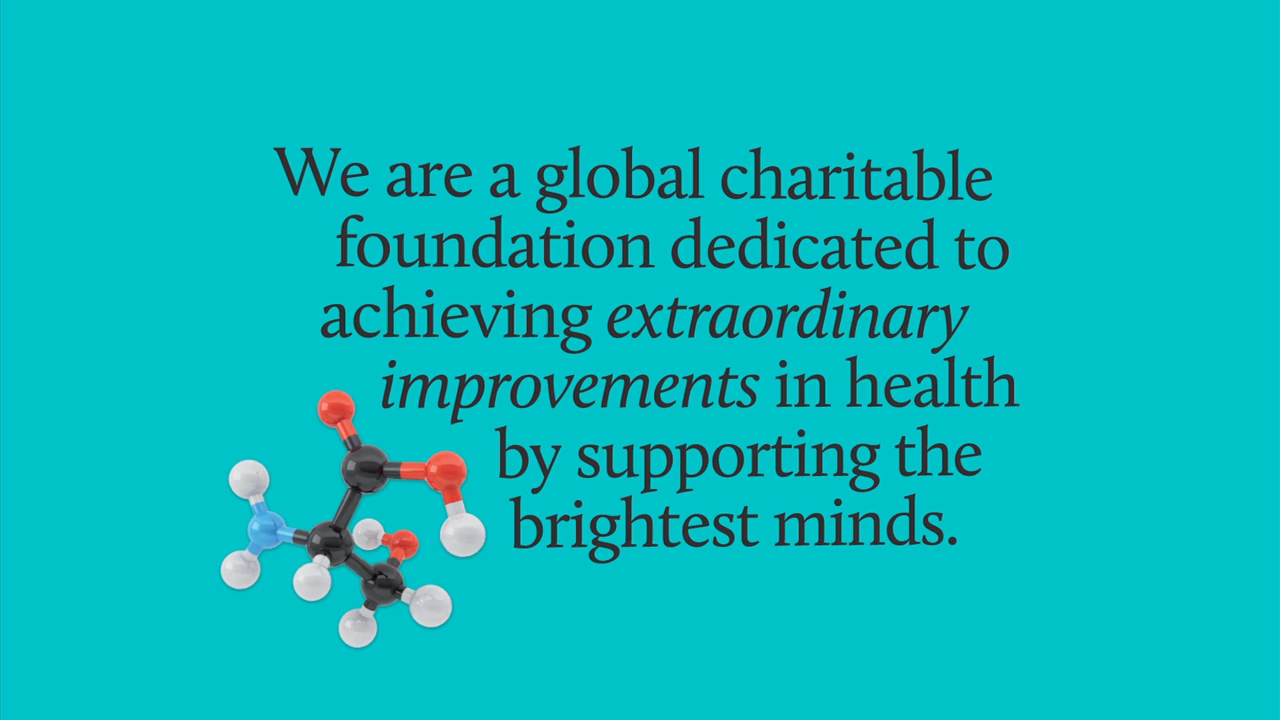 We are a global charitable
foundation dedicated to
achieving extraordinary
improvements in health
by supporting the
brightest minds.